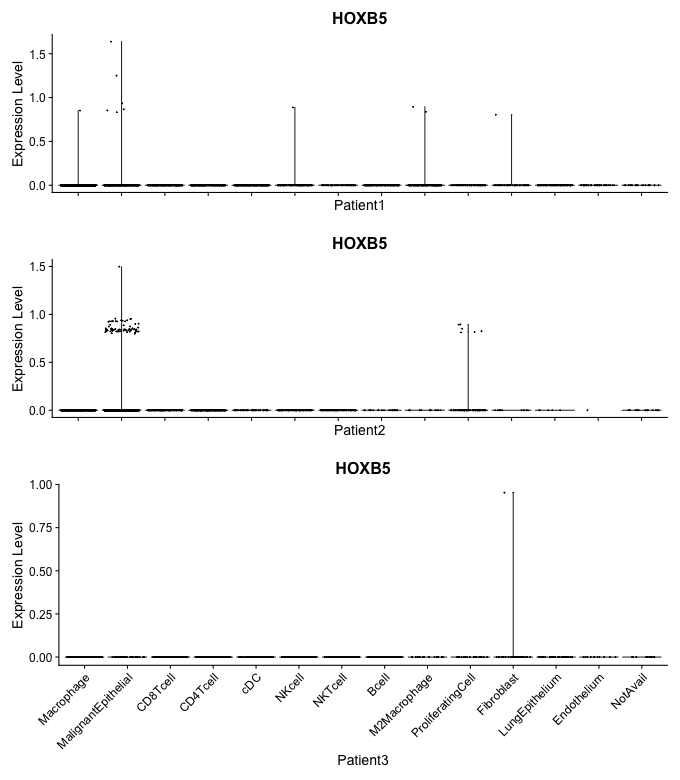 HOXB5
Expression Level
1.5
1.0
0.5
0.0
Patient1
HOXB5
Expression Level
1.5
1.0
0.5
0.0
Patient2
HOXB5
Expression Level
1.00
0.75
0.50
0.25
0.00
Macrophage
MalignantEpithelial
CD8Tcell
CD4Tcell
cDC
NKcell
NKTcell
Bcell
M2Macrophage
ProliferatingCell
Fibroblast
LungEpithelium
Endothelium
NotAvail
Patient3